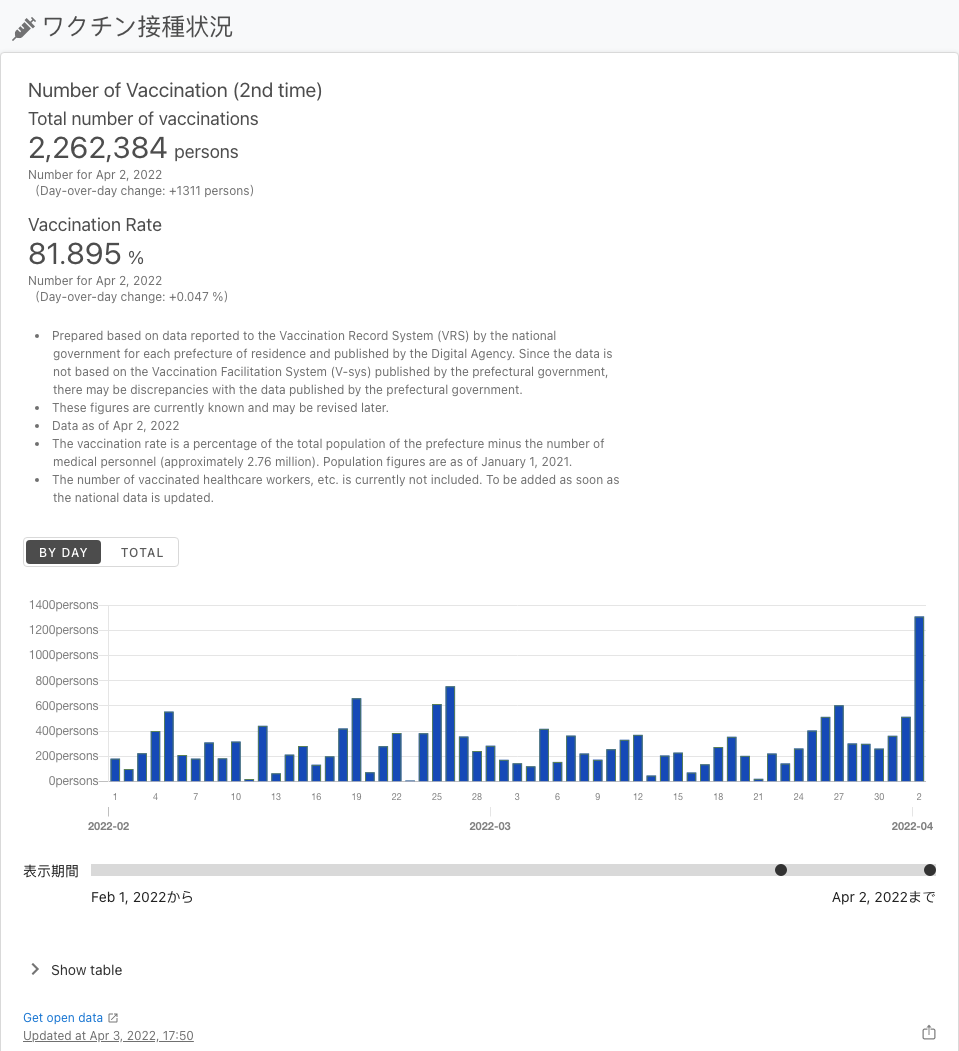 ワクチン接種状況
Number of Vaccination (2nd time)
Total number of vaccinations
2,262,384 persons
Number for Apr 2, 2022
(Day-over-day change: +1311 persons)
Vaccination Rate
81.895 %
Number for Apr 2, 2022
(Day-over-day change: +0.047 %)
• Prepared based on data reported to the Vaccination Record System (VRS) by the national
government for each prefecture of residence and published by the Digital Agency. Since the data is
not based on the Vaccination Facilitation System (V-sys) published by the prefectural government,
there may be discrepancies with the data published by the prefectural government.
• These figures are currently known and may be revised later.
• Data as of Apr 2, 2022
• The vaccination rate is a percentage of the total population of the prefecture minus the number of
medical personnel (approximately 2.76 million). Population figures are as of January 1, 2021.
• The number of vaccinated healthcare workers, etc. is currently not included. To be added as soon as
the national data is updated.
BY DAY TOTAL
1400persons
1200persons
1000persons
800persons
600persons
400persons
200persons
0persons
1 4 7 10 13 16 19 22 25 28 3 6 9 12 15 18 21 24 27 30 2
2022-02 2022-03 2022-04
表示期間
Feb 1, 2022から Apr 2, 2022まで
Show table
Get open data
Updated at Apr 3, 2022, 17:50